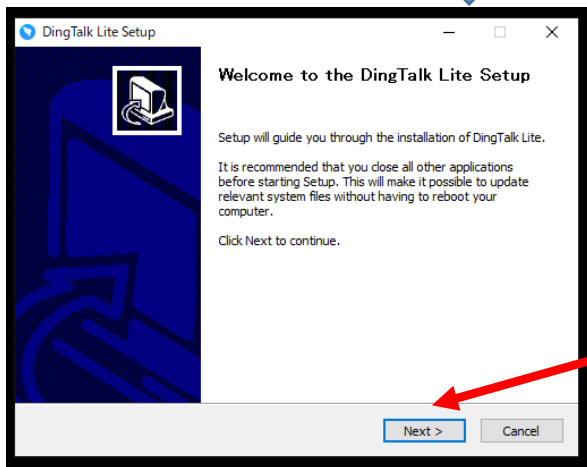 DingTalk Lite Setup
Welcome to the DingTalk Lite Setup
Setup will guide you through the installation of DingTalk Lite.
It is recommended that you close all other applications
before starting Setup. This will make it possible to update
relevant system files without having to reboot your
computer.
Click Next to continue.
Next >
Cancel